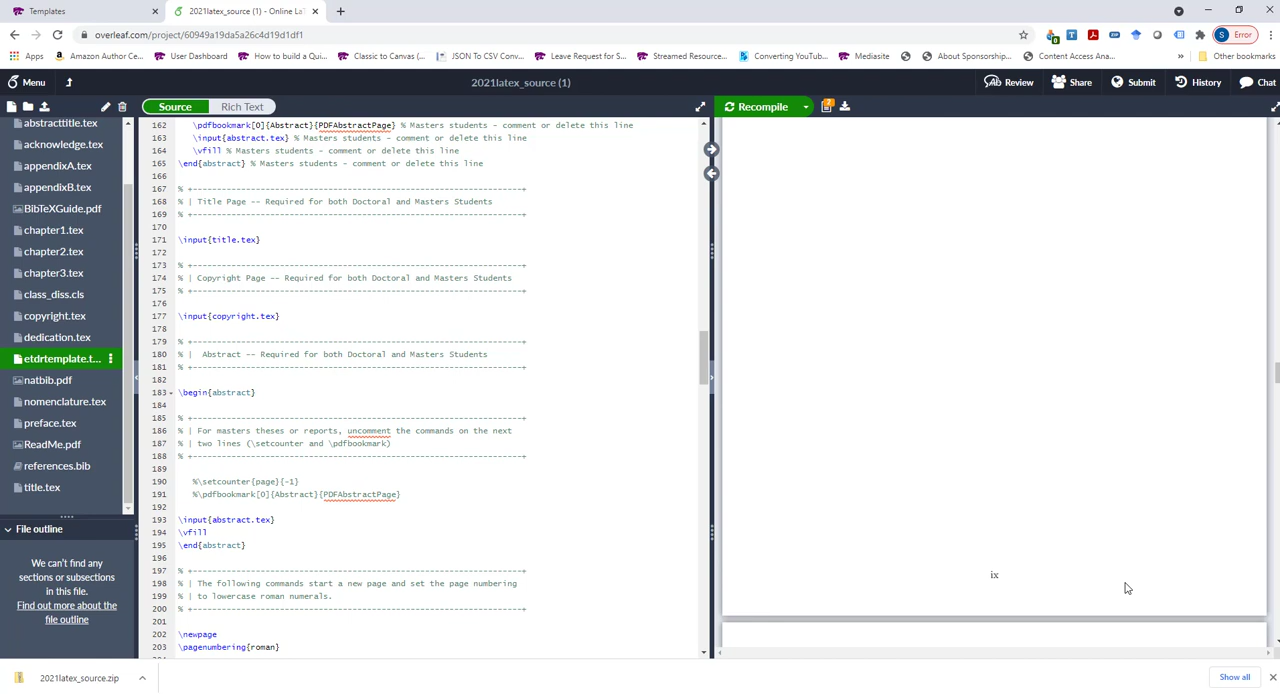 Templates
2021latex_source (1) - Online La
overleaf.com/project/60949a19da5a26c4d19d1df1
S Error
Apps
Amazon Author Ce...
User Dashboard
How to build a Qui...
Classic to Canvas (...
JSON TO CSV Conv...
Leave Request for S...
Streamed Resource...
Converting YouTub...
Mediasite
About Sponsorship...
Content Access Ana...
»
Other bookmarks
Menu
2021latex_source (1)
Review
Share
Submit
History
Chat
Source
Rich Text
Recompile
abstracttitle.tex
acknowledge.tex
appendixA.tex
appendixB.tex
BibTeXGuide.pdf
chapter1.tex
chapter2.tex
chapter3.tex
class_diss.cls
copyright.tex
dedication.tex
etdrtemplate.t...
natbib.pdf
nomenclature.tex
preface.tex
ReadMe.pdf
references.bib
title.tex
File outline
We can't find any
sections or subsections
in this file.
Find out more about the
file outline
162 \pdfbookmark[0]{Abstract}{PDFAbstractPage} % Masters students - comment or delete this line
163 \input{abstract.tex} % Masters students - comment or delete this line
164 \vfill % Masters students - comment or delete this line
165 \end{abstract} % Masters students - comment or delete this line
166
167 % +----------------------------------------------------------------+
168 % | Title Page -- Required for both Doctoral and Masters Students
169 % +----------------------------------------------------------------+
170
171 \input{title.tex}
172
173 % +----------------------------------------------------------------+
174 % | Copyright Page -- Required for both Doctoral and Masters Students
175 % +----------------------------------------------------------------+
176
177 \input{copyright.tex}
178
179 % +----------------------------------------------------------------+
180 % |  Abstract -- Required for both Doctoral and Masters Students
181 % +----------------------------------------------------------------+
182
183 \begin{abstract}
184
185 % +----------------------------------------------------------------+
186 % | For masters theses or reports, uncomment the commands on the next
187 % | two lines (\setcounter and \pdfbookmark)
188 % +----------------------------------------------------------------+
189
190 %\setcounter{page}{-1}
191 %\pdfbookmark[0]{Abstract}{PDFAbstractPage}
192
193 \input{abstract.tex}
194 \vfill
195 \end{abstract}
196
197 % +----------------------------------------------------------------+
198 % | The following commands start a new page and set the page numbering
199 % | to lowercase roman numerals.
200 % +----------------------------------------------------------------+
201
202 \newpage
203 \pagenumbering{roman}
ix
2021latex_source.zip
Show all